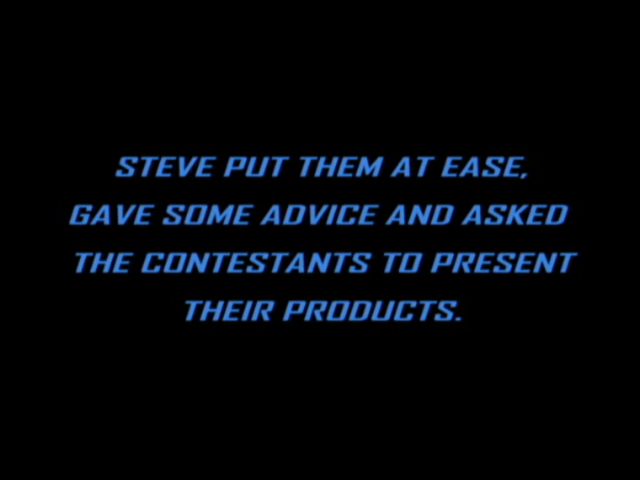 STEVE PUT THEM AT EASE,
GAVE SOME ADVICE AND ASKED
THE CONTESTANTS TO PRESENT
THEIR PRODUCTS.